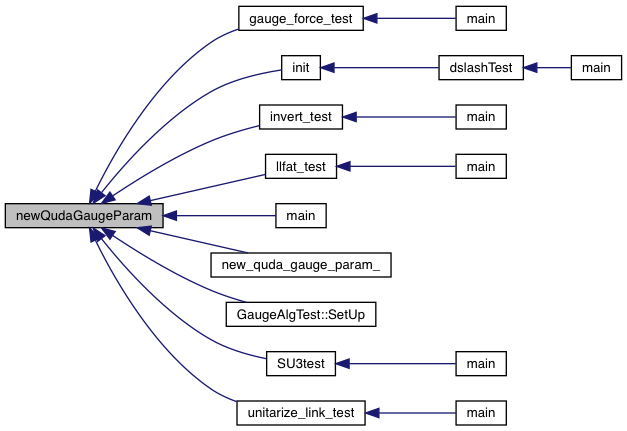 gauge_force_test main
init dslashTest main
invert_test main
llfat_test main
newQudaGaugeParam main
new_quda_gauge_param_
GaugeAlgTest::SetUp
SU3test main
unitarize_link_test main